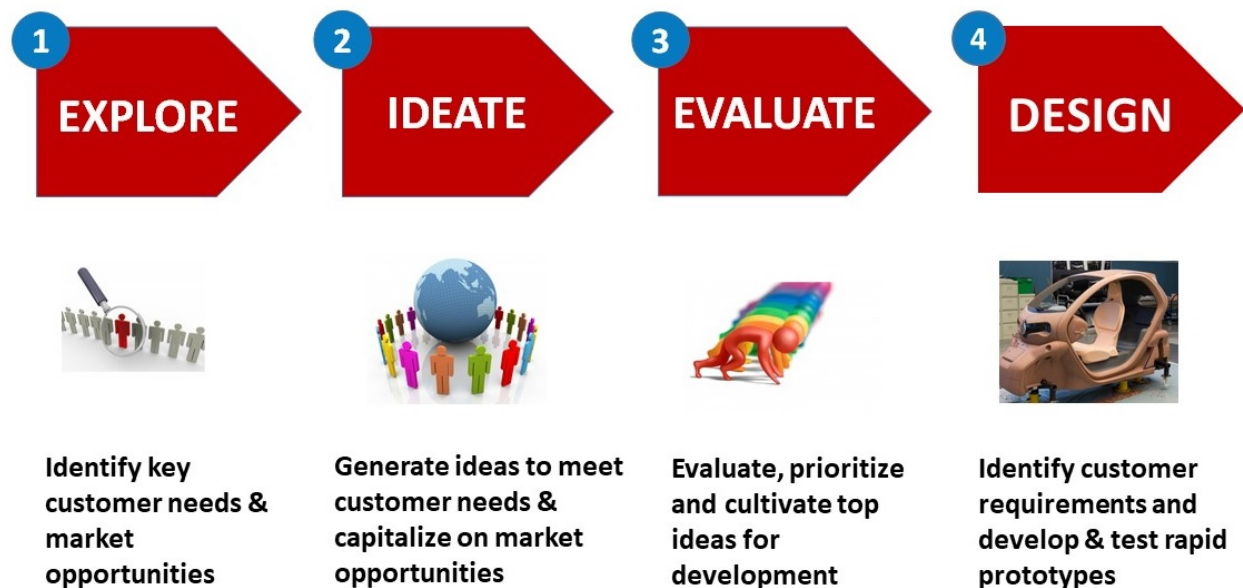 1
EXPLORE
2
IDEATE
3
EVALUATE
4
DESIGN
Identify key
customer needs &
market
opportunities
Generate ideas to meet
customer needs &
capitalize on market
opportunities
Evaluate, prioritize
and cultivate top
ideas for
development
Identify customer
requirements and
develop & test rapid
prototypes